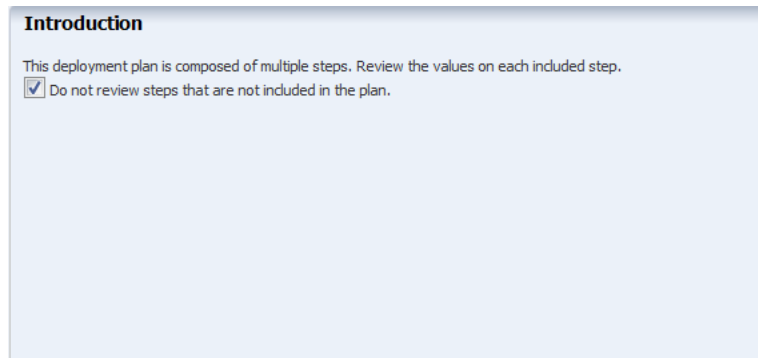 Introduction
This deployment plan is composed of multiple steps. Review the values on each included step.
Do not review steps that are not included in the plan.